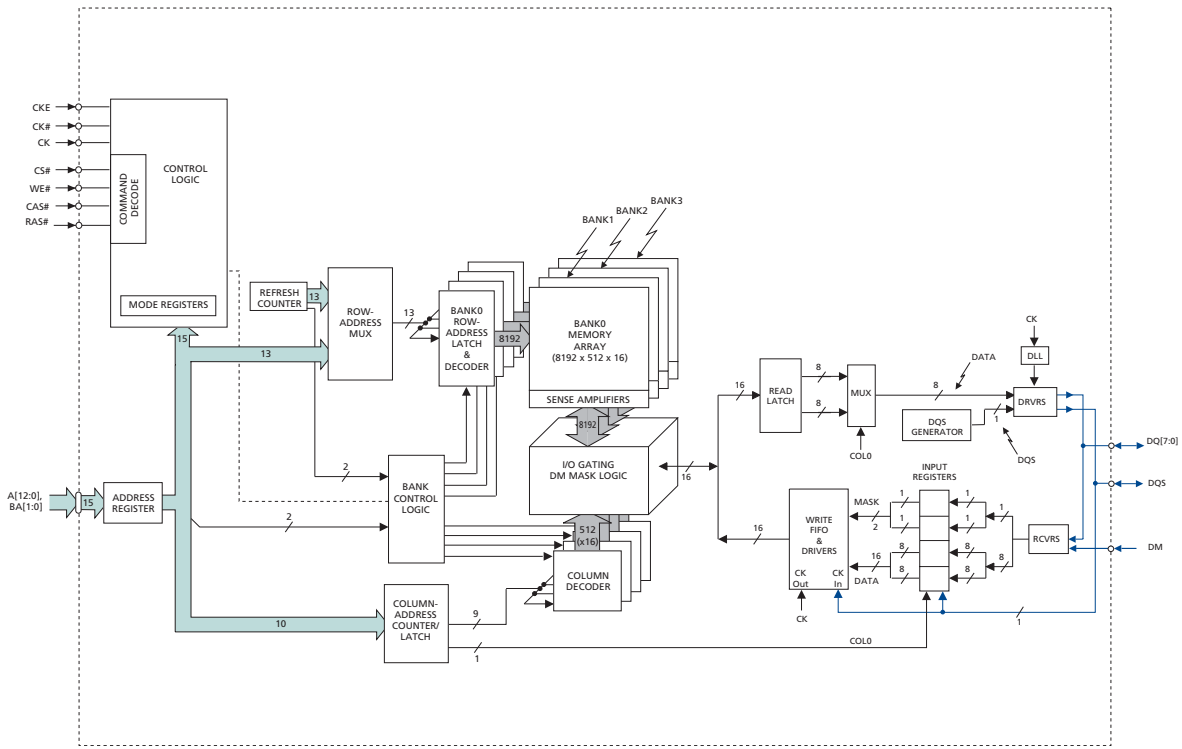 CKE
CK#
CK
CS#
WE#
CAS#
RAS#
COMMAND DECODE
CONTROL
LOGIC
MODE REGISTERS
15
REFRESH
COUNTER
13
13
ROW-
ADDRESS
MUX
13
BANK0
ROW-
ADDRESS
LATCH
&
DECODER
8192
BANK1
BANK2
BANK3
BANK0
MEMORY
ARRAY
(8192 x 512 x 16)
SENSE AMPLIFIERS
8192
I/O GATING
DM MASK LOGIC
16
2
2
BANK
CONTROL
LOGIC
512
(x16)
COLUMN
DECODER
A[12:0],
BA[1:0]
15
ADDRESS
REGISTER
10
COLUMN-
ADDRESS
COUNTER/
LATCH
9
1
COL0
16
READ
LATCH
8
8
MUX
COL0
8
DATA
DQS
GENERATOR
1
DQS
CK
DLL
DRVRS
DQ[7:0]
DQS
DM
RCVRS
INPUT
REGISTERS
1
1
8
8
1
1
8
8
1
8
MASK
2
16
DATA
16
WRITE
FIFO
&
DRIVERS
CK
Out
CK
In
CK
1